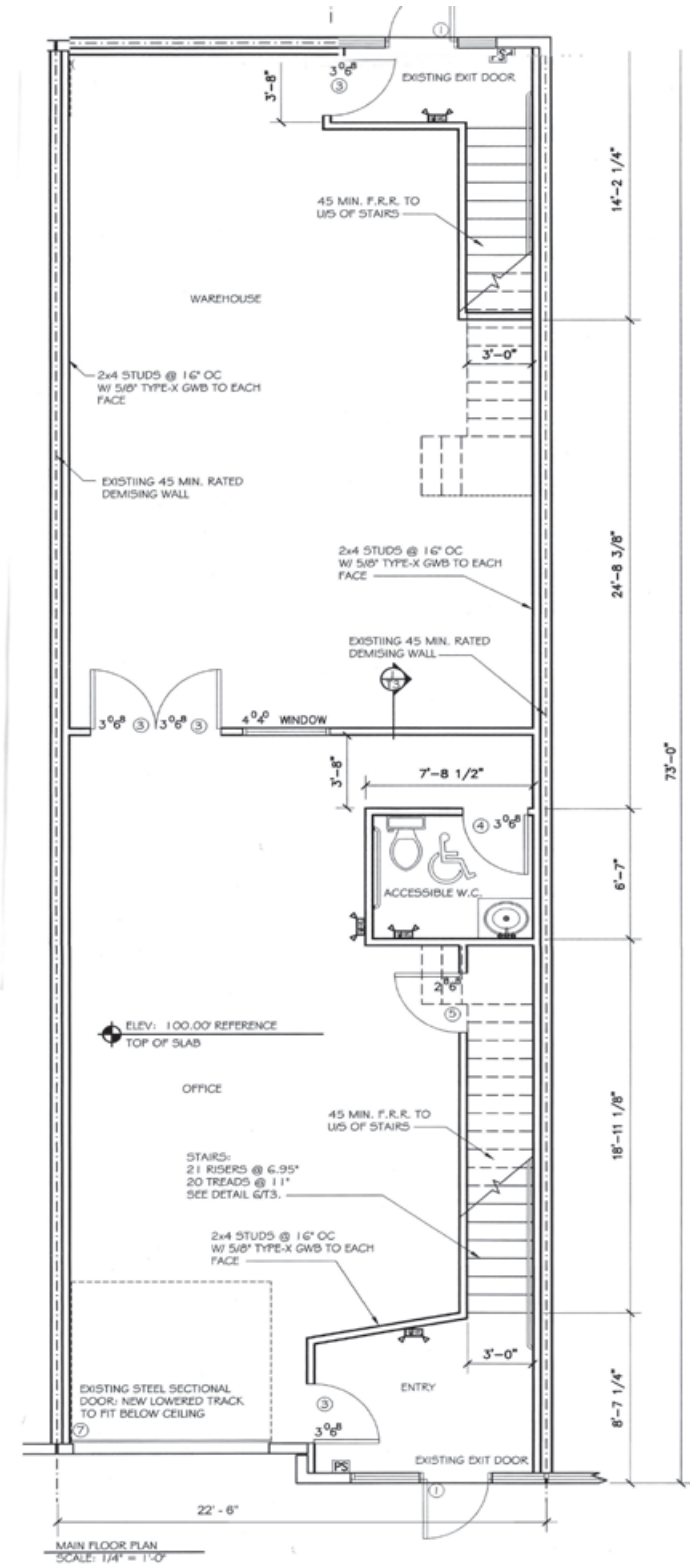 ①
S
3'-8"
3⁰6⁸
③
EXISTING EXIT DOOR
14'-2 1/4"
45 MIN. F.R.R. TO
U/S OF STAIRS
WAREHOUSE
3'-0"
2x4 STUDS @ 16" OC
W/ 5/8" TYPE-X GWB TO EACH
FACE
EXISTIING 45 MIN. RATED
DEMISING WALL
24'-8 3/8"
2x4 STUDS @ 16" OC
W/ 5/8" TYPE-X GWB TO EACH
FACE
EXISTIING 45 MIN. RATED
DEMISING WALL
T3
3⁰6⁸ ③ 3⁰6⁸ ③ 4⁰4⁰ WINDOW
73'-0"
3'-8"
7'-8 1/2"
④ 3⁰6⁸
6'-7"
ACCESSIBLE W.C.
⑤
ELEV: 100.00' REFERENCE
TOP OF SLAB
OFFICE
18'-11 1/8"
45 MIN. F.R.R. TO
U/S OF STAIRS
STAIRS:
21 RISERS @ 6.95"
20 TREADS @ 11"
SEE DETAIL 6/T3.
2x4 STUDS @ 16" OC
W/ 5/8" TYPE-X GWB TO EACH
FACE
3'-0"
EXISTING STEEL SECTIONAL
DOOR: NEW LOWERED TRACK
TO FIT BELOW CEILING
⑦
ENTRY
③
3⁰6⁸
8'-7 1/4"
EXISTING EXIT DOOR
PS
①
22' - 6"
MAIN FLOOR PLAN
SCALE: 1/4" = 1'-0"